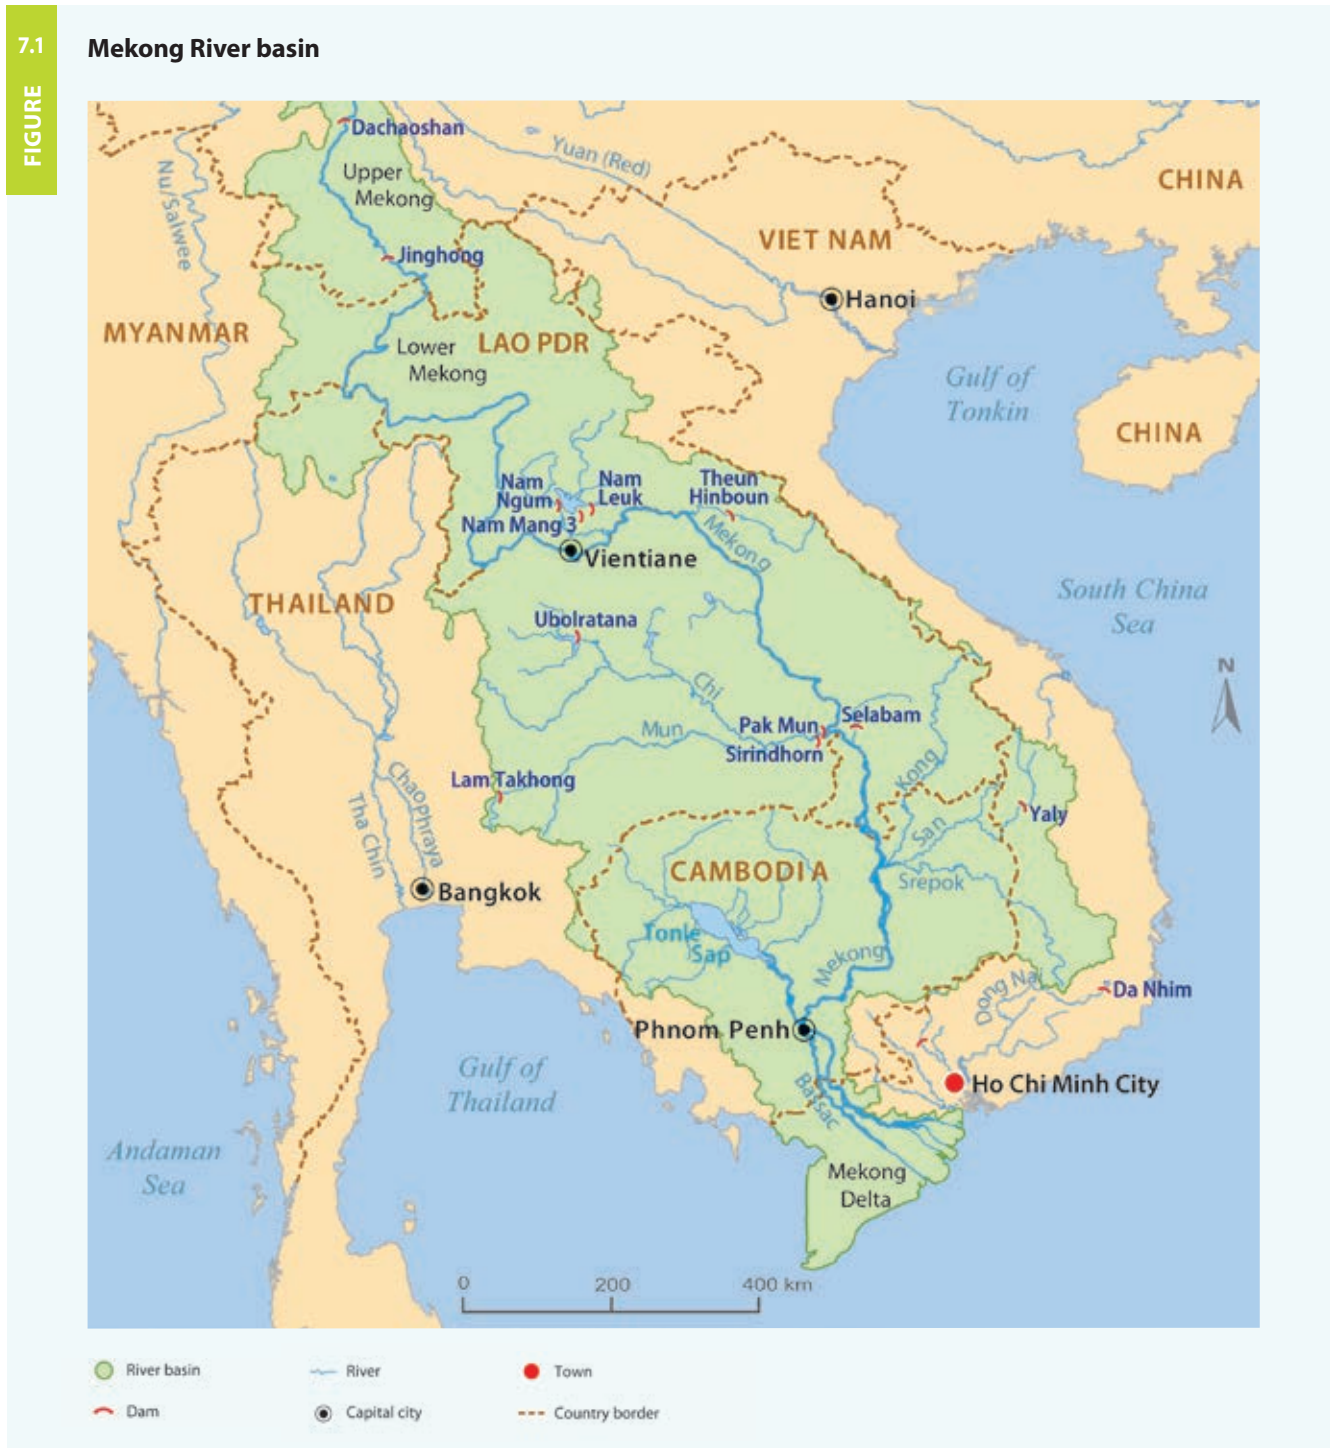 7.1
FIGURE
Mekong River basin
Dachaoshan
Yuan (Red)
Upper
Mekong
CHINA
Nu/Salwee
VIET NAM
Jinghong
Hanoi
MYANMAR
LAO PDR
Lower
Mekong
Gulf of
Tonkin
CHINA
Nam
Ngum
Nam
Leuk
Theun
Hinboun
Nam Mang 3
Mekong
Vientiane
THAILAND
South China
Sea
Ubolratana
N
Chi
Mun
Pak Mun
Selabam
Sirindhorn
Kong
Lam Takhong
Chaophraya
Tha Chin
San
Yaly
CAMBODIA
Srepok
Bangkok
Tonle
Sap
Mekong
Dong Nai
Da Nhim
Phnom Penh
Gulf of
Thailand
Ho Chi Minh City
Bassac
Andaman
Sea
Mekong
Delta
0 200 400 km
River basin
River
Town
Dam
Capital city
Country border